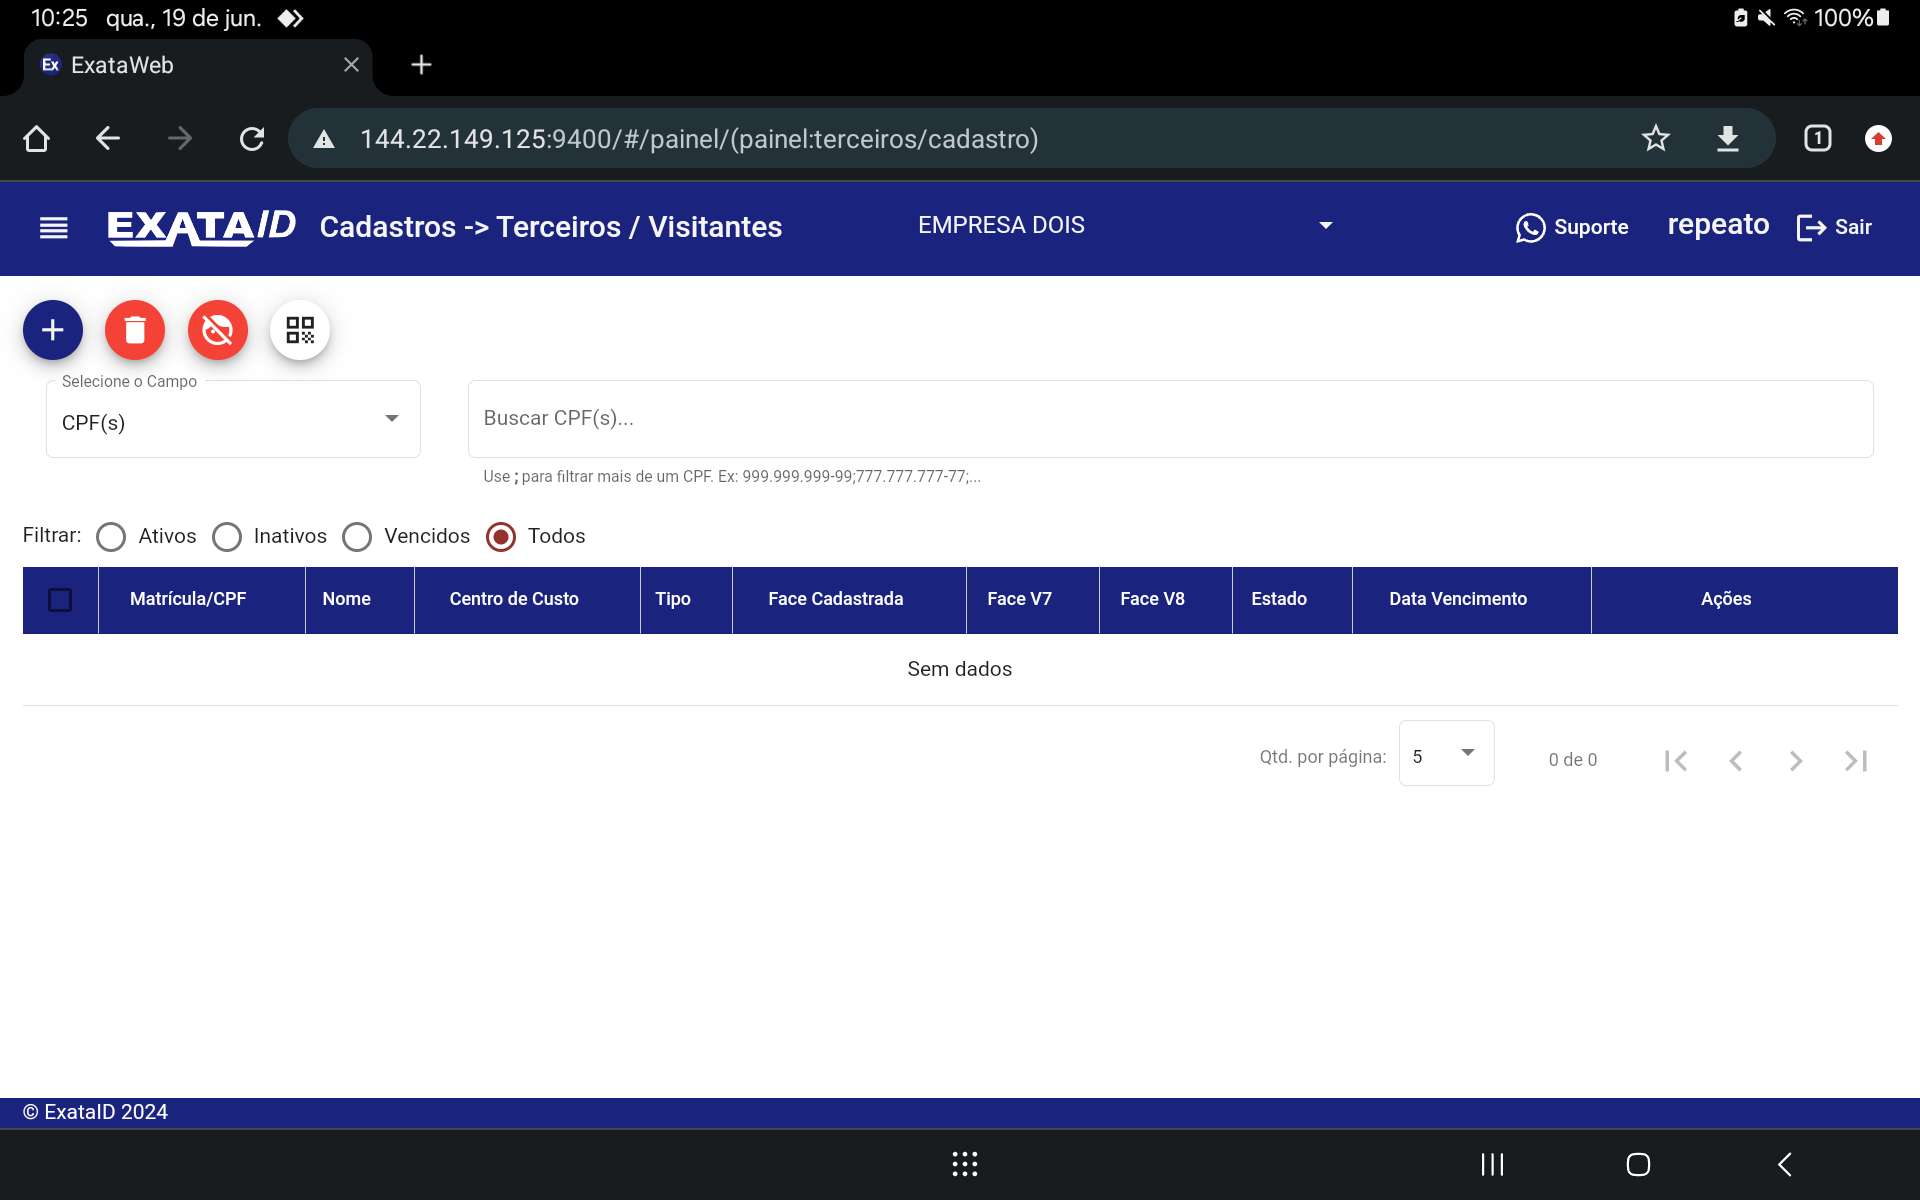 10:25 qua., 19 de jun. 100%
Ex ExataWeb
144.22.149.125:9400/#/painel/(painel:terceiros/cadastro) 1
EXATAID Cadastros -> Terceiros / Visitantes EMPRESA DOIS Suporte repeato Sair
Selecione o Campo
CPF(s) Buscar CPF(s)...
Use ; para filtrar mais de um CPF. Ex: 999.999.999-99;777.777.777-77;...
Filtrar: Ativos Inativos Vencidos Todos
Matrícula/CPF Nome Centro de Custo Tipo Face Cadastrada Face V7 Face V8 Estado Data Vencimento Ações
Sem dados
Qtd. por página: 5 0 de 0
© ExataID 2024